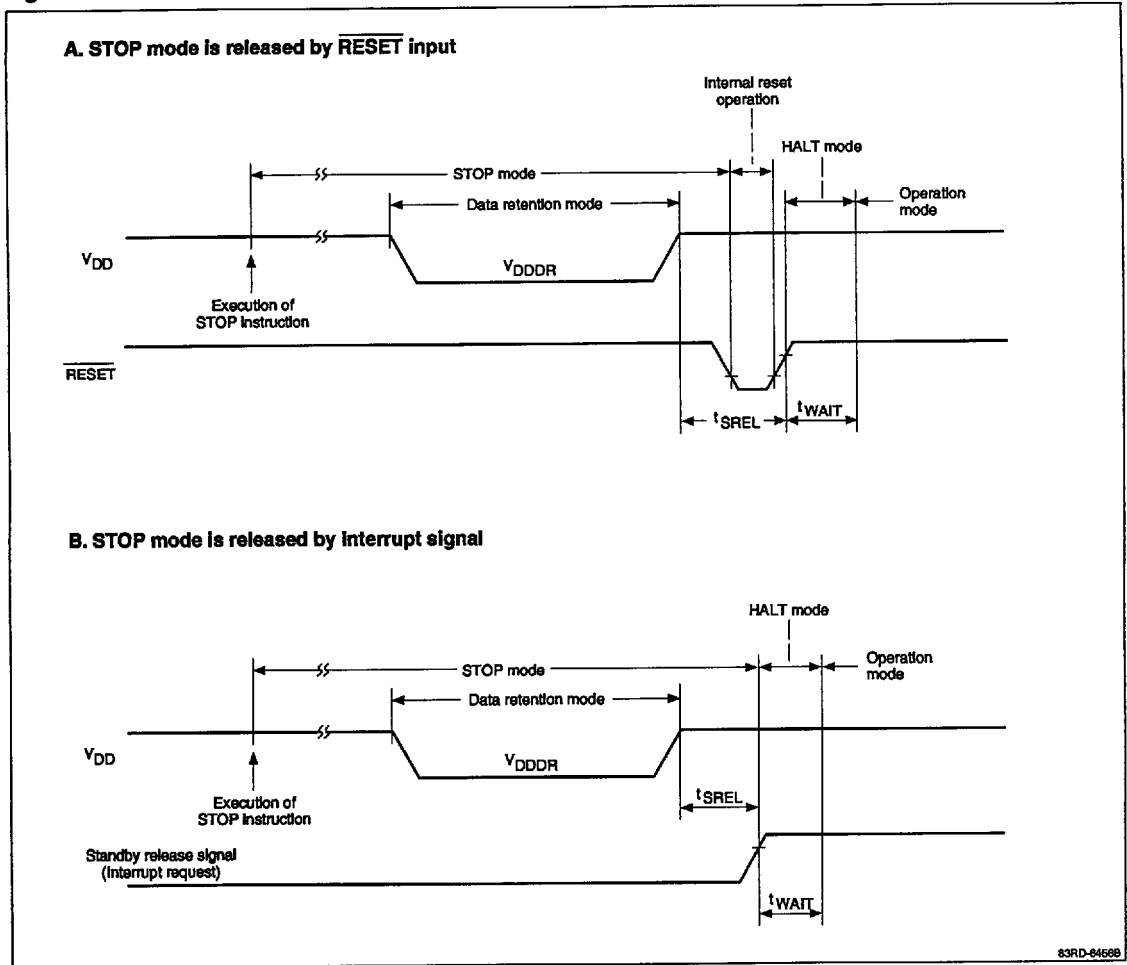 A. STOP mode is released by RESET input
Internal reset
operation
HALT mode
STOP mode
Operation
mode
Data retention mode
VDD
VDDDR
Execution of
STOP instruction
RESET
tSREL
tWAIT
B. STOP mode is released by interrupt signal
HALT mode
STOP mode
Operation
mode
Data retention mode
VDD
VDDDR
tSREL
Execution of
STOP instruction
Standby release signal
(Interrupt request)
tWAIT
83RD-6456B